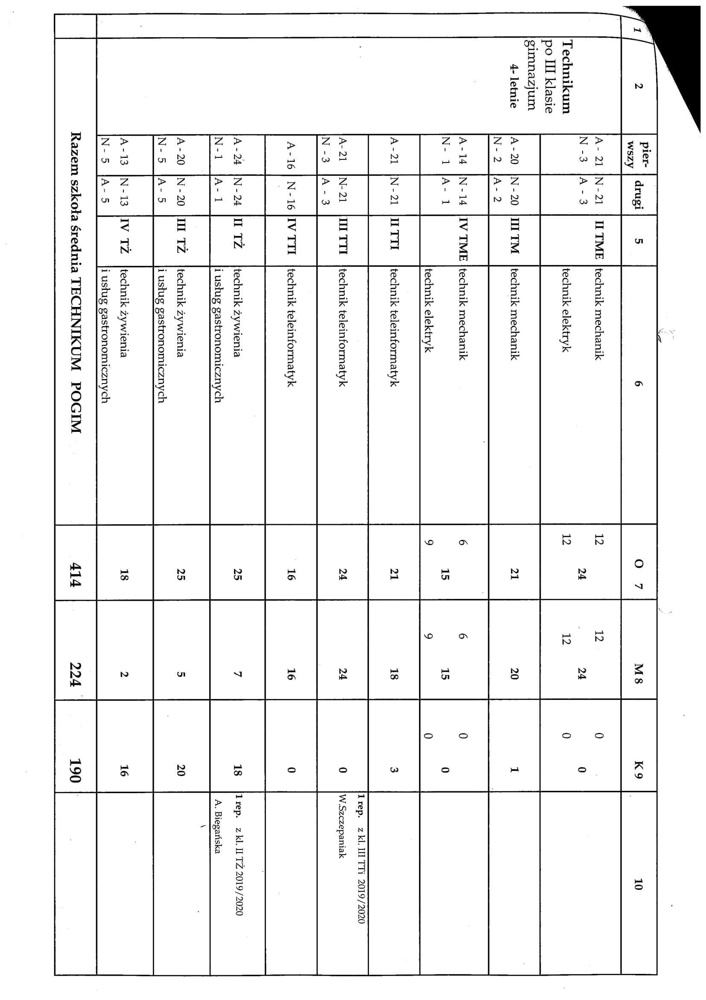 1 2 pier-wszy drugi 5 6 O 7 M 8 K 9 10
Technikum
po III klasie
gimnazjum
4- letnie
A - 21 N - 21 II TME technik mechanik 12 12 0
N - 3 A - 3 24 24 0
technik elektryk 12 12 0
A - 20 N - 20 III TM technik mechanik 21 20 1
N - 2 A - 2
A - 14 N - 14 IV TME technik mechanik 6 6 0
N - 1 A - 1 15 15 0
technik elektryk 9 9 0
A - 21 N - 21 II TTI technik teleinformatyk 21 18 3
1 rep. z kl. III TTi 2019/2020
A- 21 N- 21 III TTI technik teleinformatyk 24 24 0 W.Szczepaniak
N - 3 A - 3
A - 16 N - 16 IV TTI technik teleinformatyk 16 16 0
A - 24 N - 24 II TŻ technik żywienia 25 7 18 1 rep. z kl. II TŻ 2019/2020
N - 1 A - 1 i usług gastronomicznych A. Biegańska
A - 20 N - 20 III TŻ technik żywienia 25 5 20
N - 5 A - 5 i usług gastronomicznych
A - 13 N - 13 IV TŻ technik żywienia 18 2 16
N - 5 A - 5 i usług gastronomicznych
Razem szkoła średnia TECHNIKUM POGIM 414 224 190